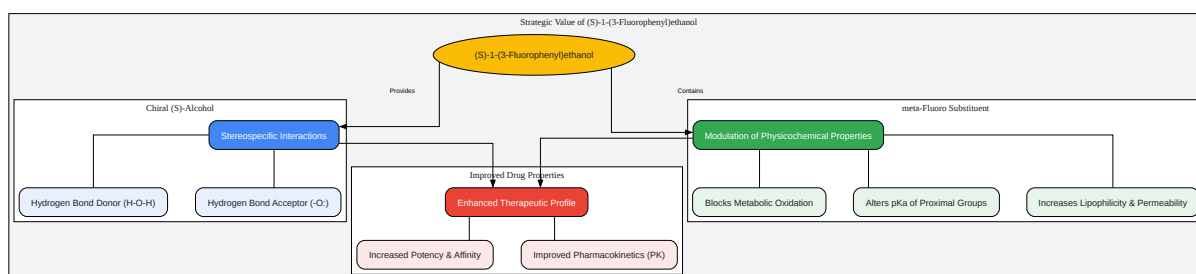 Strategic Value of (S)-1-(3-Fluorophenyl)ethanol
(S)-1-(3-Fluorophenyl)ethanol
Provides
Contains
Chiral (S)-Alcohol
meta-Fluoro Substituent
Stereospecific Interactions
Modulation of Physicochemical Properties
Improved Drug Properties
Hydrogen Bond Donor (H-O-H)
Hydrogen Bond Acceptor (-O:)
Enhanced Therapeutic Profile
Blocks Metabolic Oxidation
Alters pKa of Proximal Groups
Increases Lipophilicity & Permeability
Increased Potency & Affinity
Improved Pharmacokinetics (PK)